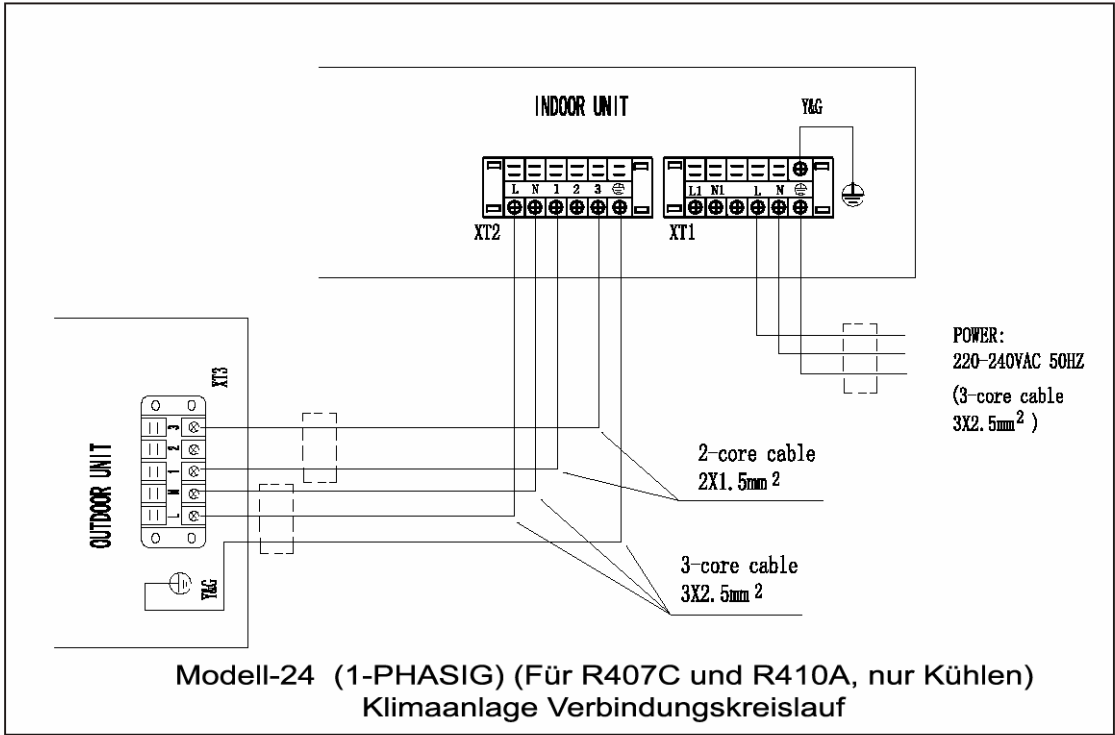 INDOOR UNIT
Y&G
L N 1 2 3
L1 N1 L N
XT2
XT1
POWER:
220-240VAC 50HZ
(3-core cable
3X2.5mm²)
XT3
OUTDOOR UNIT
3
2
1
N
L
Y&G
2-core cable
2X1.5mm²
3-core cable
3X2.5mm²
Modell-24 (1-PHASIG) (Für R407C und R410A, nur Kühlen)
Klimaanlage Verbindungskreislauf